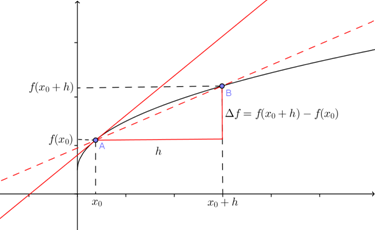 f(x₀ + h)
B
Δf = f(x₀ + h) − f(x₀)
f(x₀)
A
h
x₀
x₀ + h